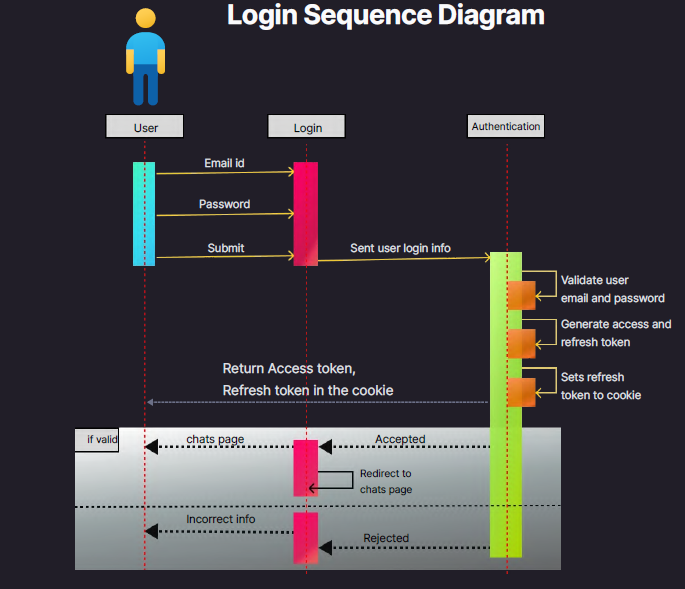 Login Sequence Diagram
User
Login
Authentication
Email id
Password
Submit
Sent user login info
Validate user
email and password
Generate access and
refresh token
Sets refresh
token to cookie
Return Access token,
Refresh token in the cookie
if valid
chats page
Accepted
Redirect to
chats page
Incorrect info
Rejected